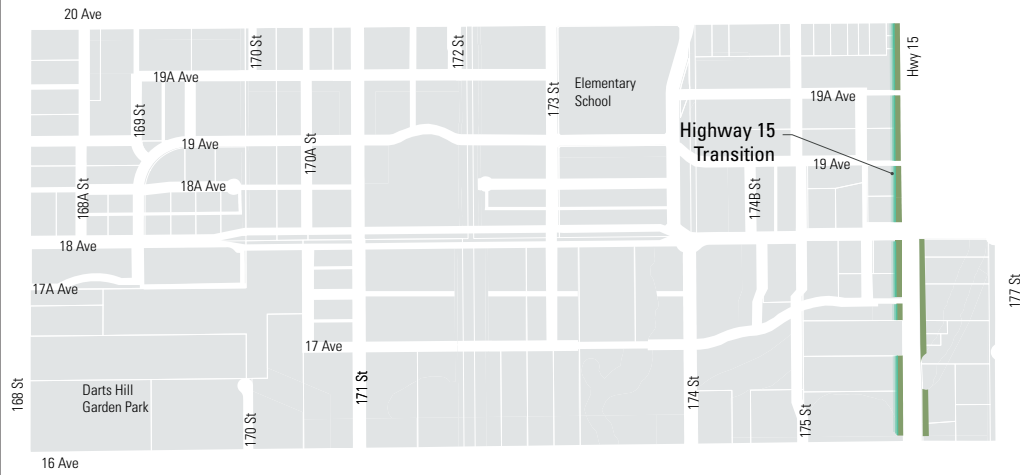 20 Ave
170 St
172 St
Hwy 15
19A Ave
Elementary
School
173 St
19A Ave
169 St
Highway 15
Transition
19 Ave
170A St
19 Ave
18A Ave
168A St
174B St
18 Ave
17A Ave
177 St
17 Ave
168 St
Darts Hill
Garden Park
171 St
174 St
170 St
175 St
16 Ave